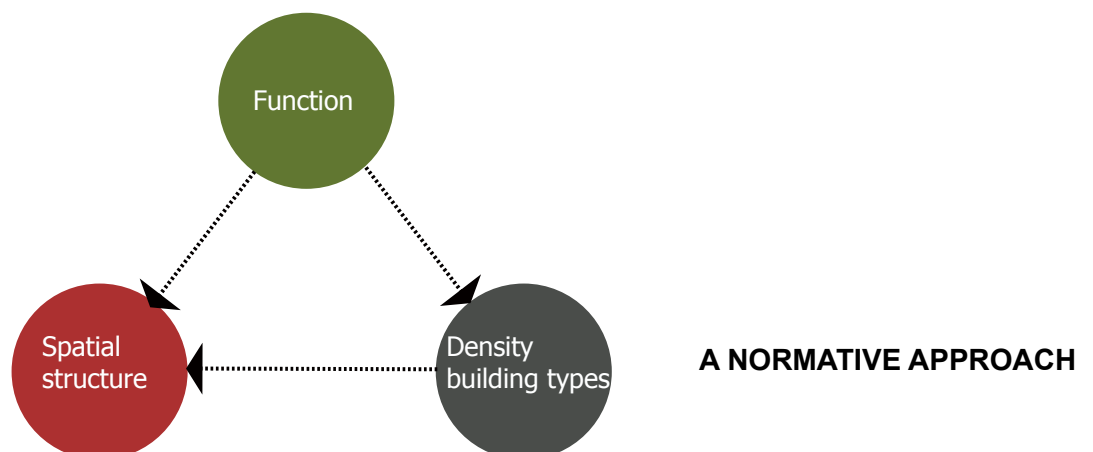 Function
Spatial
structure
Density
building types
A NORMATIVE APPROACH